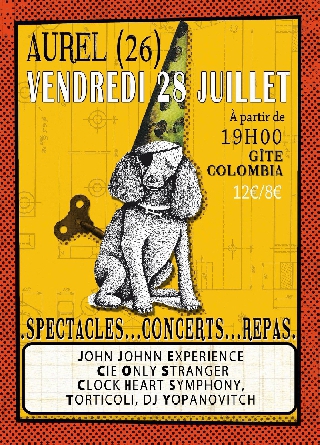 AUREL (26)
VENDREDI 28 JUILLET
À partir de
19H00
GÎTE
COLOMBIA
12€/8€
.SPECTACLES...CONCERTS...REPAS.
JOHN JOHNN EXPERIENCE
CIE ONLY STRANGER
CLOCK HEART SYMPHONY,
TORTICOLI, DJ YOPANOVITCH